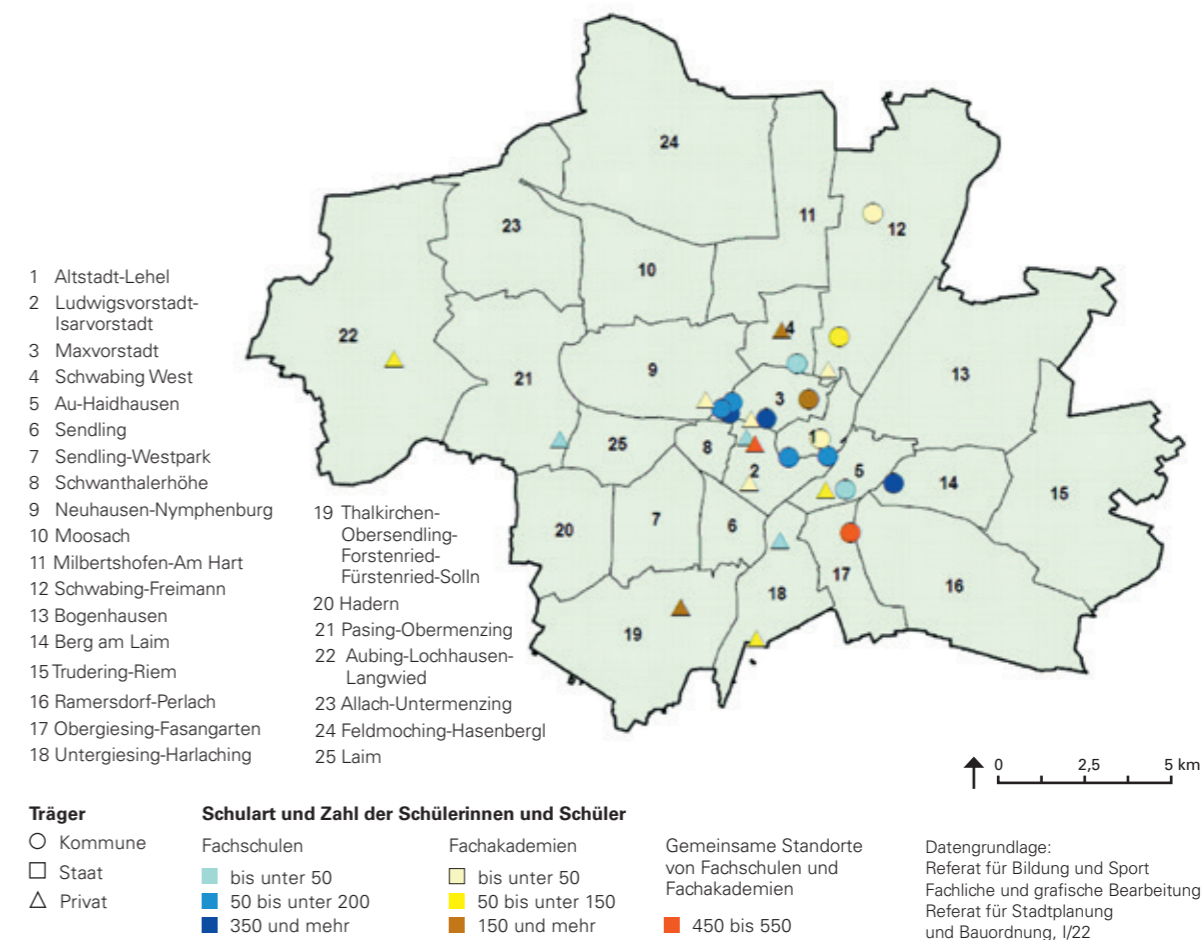 24
23
11
12
10
22
4
9
13
21
3
1
25
8
2
5
14
15
20
7
6
17
16
18
19
1 Altstadt-Lehel
2 Ludwigsvorstadt-
Isarvorstadt
3 Maxvorstadt
4 Schwabing West
5 Au-Haidhausen
6 Sendling
7 Sendling-Westpark
8 Schwanthalerhöhe
9 Neuhausen-Nymphenburg
10 Moosach
11 Milbertshofen-Am Hart
12 Schwabing-Freimann
13 Bogenhausen
14 Berg am Laim
15 Trudering-Riem
16 Ramersdorf-Perlach
17 Obergiesing-Fasangarten
18 Untergiesing-Harlaching
19 Thalkirchen-
Obersendling-
Forstenried-
Fürstenried-Solln
20 Hadern
21 Pasing-Obermenzing
22 Aubing-Lochhausen-
Langwied
23 Allach-Untermenzing
24 Feldmoching-Hasenbergl
25 Laim
0 2,5 5 km
Träger
Kommune
Staat
Privat
Schulart und Zahl der Schülerinnen und Schüler
Fachschulen
bis unter 50
50 bis unter 200
350 und mehr
Fachakademien
bis unter 50
50 bis unter 150
150 und mehr
Gemeinsame Standorte
von Fachschulen und
Fachakademien
450 bis 550
Datengrundlage:
Referat für Bildung und Sport
Fachliche und grafische Bearbeitung
Referat für Stadtplanung
und Bauordnung, I/22